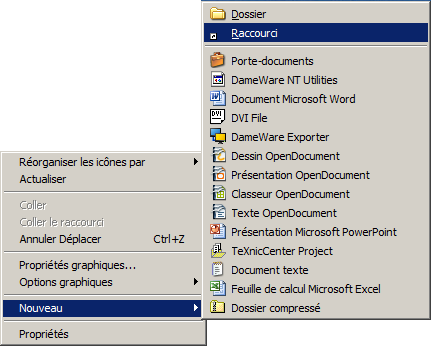 Réorganiser les icônes par
Actualiser
Coller
Coller le raccourci
Annuler Déplacer Ctrl+Z
Propriétés graphiques...
Options graphiques
Nouveau
Propriétés
Dossier
Raccourci
Porte-documents
DameWare NT Utilities
Document Microsoft Word
DVI File
DameWare Exporter
Dessin OpenDocument
Présentation OpenDocument
Classeur OpenDocument
Texte OpenDocument
Présentation Microsoft PowerPoint
TeXnicCenter Project
Document texte
Feuille de calcul Microsoft Excel
Dossier compressé